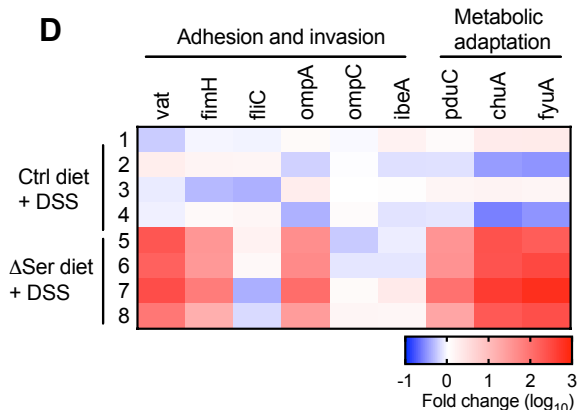 D
Adhesion and invasion
Metabolic
adaptation
vat fimH fliC ompA ompC ibeA pduC chuA fyuA
1
Ctrl diet
+ DSS
2
3
4
ΔSer diet
+ DSS
5
6
7
8
-1 0 1 2 3
Fold change (log10)